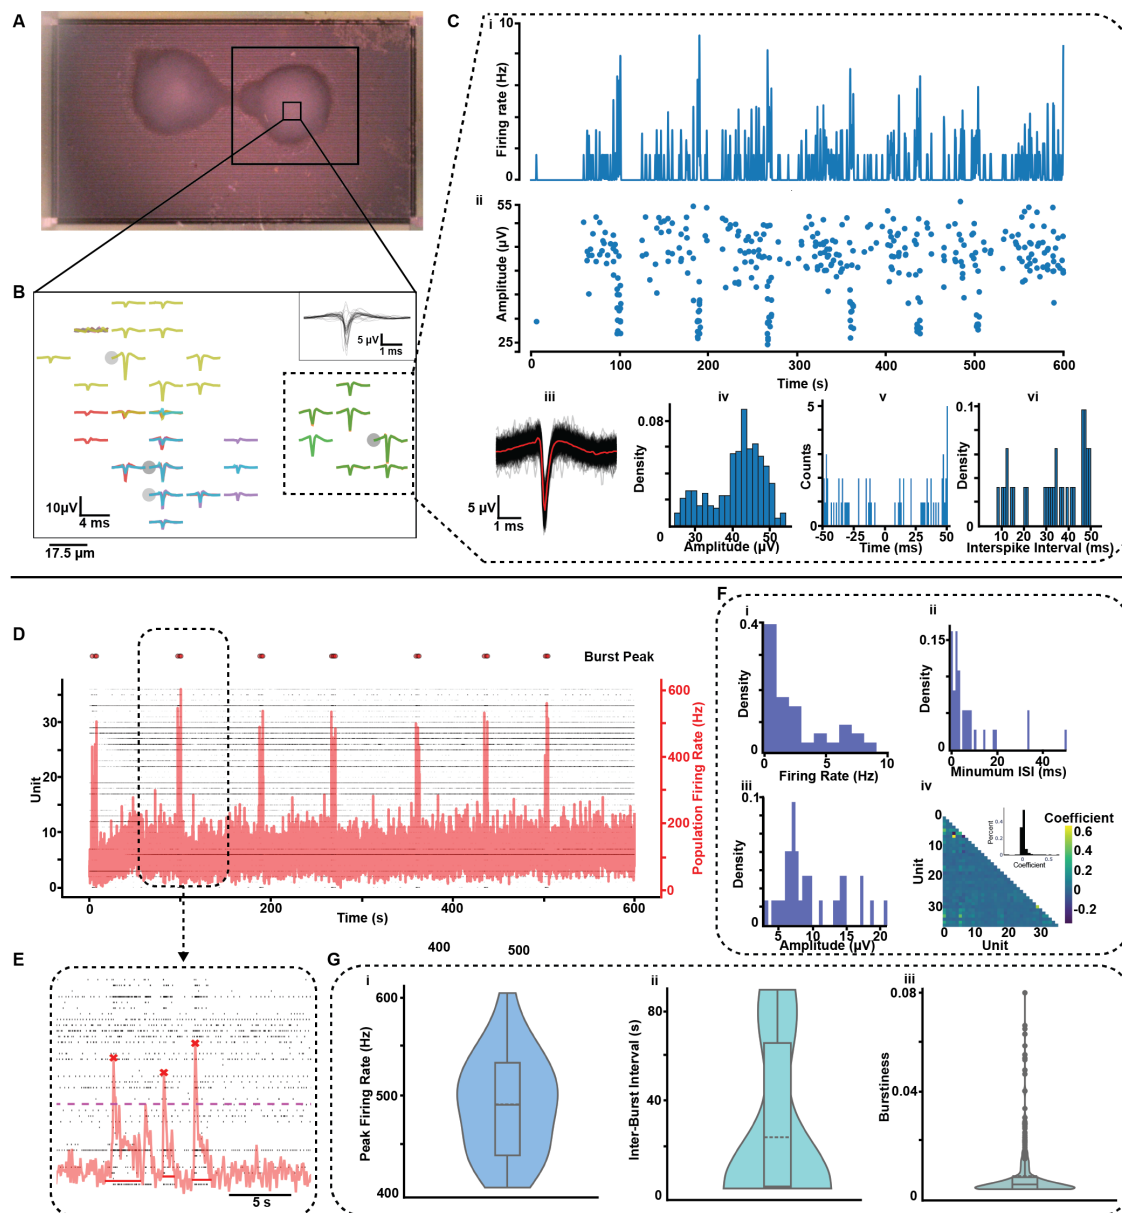 A
B
5 µV
1 ms
10µV
4 ms
17.5 µm
C
i
10
0
Firing rate (Hz)
ii
55
25
Amplitude (µV)
0
100
200
300
400
500
600
Time (s)
iii
5 µV
1 ms
iv
0.08
0
Density
30
40
50
Amplitude (µV)
v
5
0
Counts
-50
-25
0
25
50
Time (ms)
vi
0.1
0
Density
10
20
30
40
50
Interspike Interval (ms)
D
Burst Peak
30
20
10
0
Unit
600
400
200
0
Population Firing Rate (Hz)
0
200
400
600
Time (s)
E
5 s
F
i
0.4
0
Density
0
5
10
Firing Rate (Hz)
ii
0.15
0
Density
0
20
40
Minumum ISI (ms)
iii
0.1
0
Density
5
10
15
20
Amplitude (µV)
iv
0
10
20
30
Unit
0
10
20
30
Unit
Percent
0.4
0.2
0
0.5
Coefficient
Coefficient
0.6
0.4
0.2
0
-0.2
400
500
G
i
600
500
400
Peak Firing Rate (Hz)
ii
80
40
20
0
Inter-Burst Interval (s)
iii
0.08
0.04
0
Burstiness